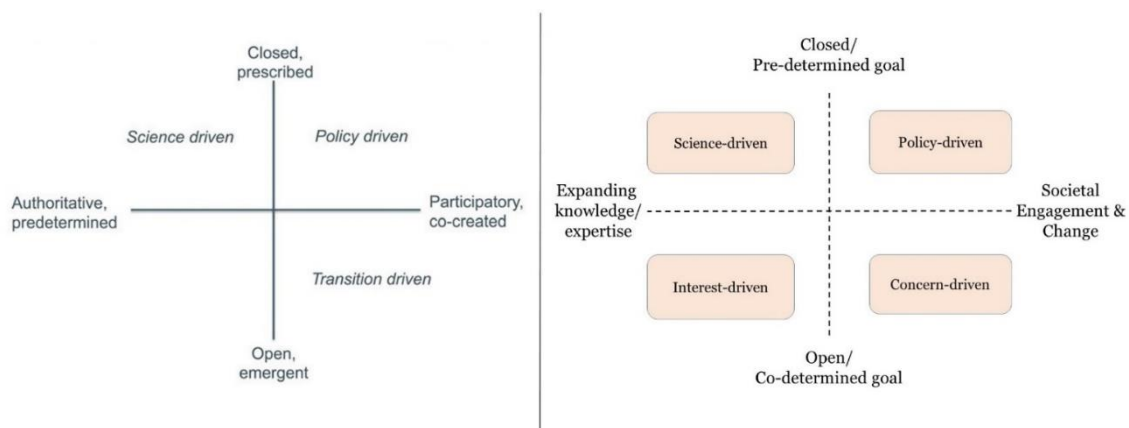 Closed,
prescribed
Science driven
Policy driven
Authoritative,
predetermined
Participatory,
co-created
Transition driven
Open,
emergent
Closed/
Pre-determined goal
Science-driven
Policy-driven
Expanding
knowledge/
expertise
Societal
Engagement &
Change
Interest-driven
Concern-driven
Open/
Co-determined goal